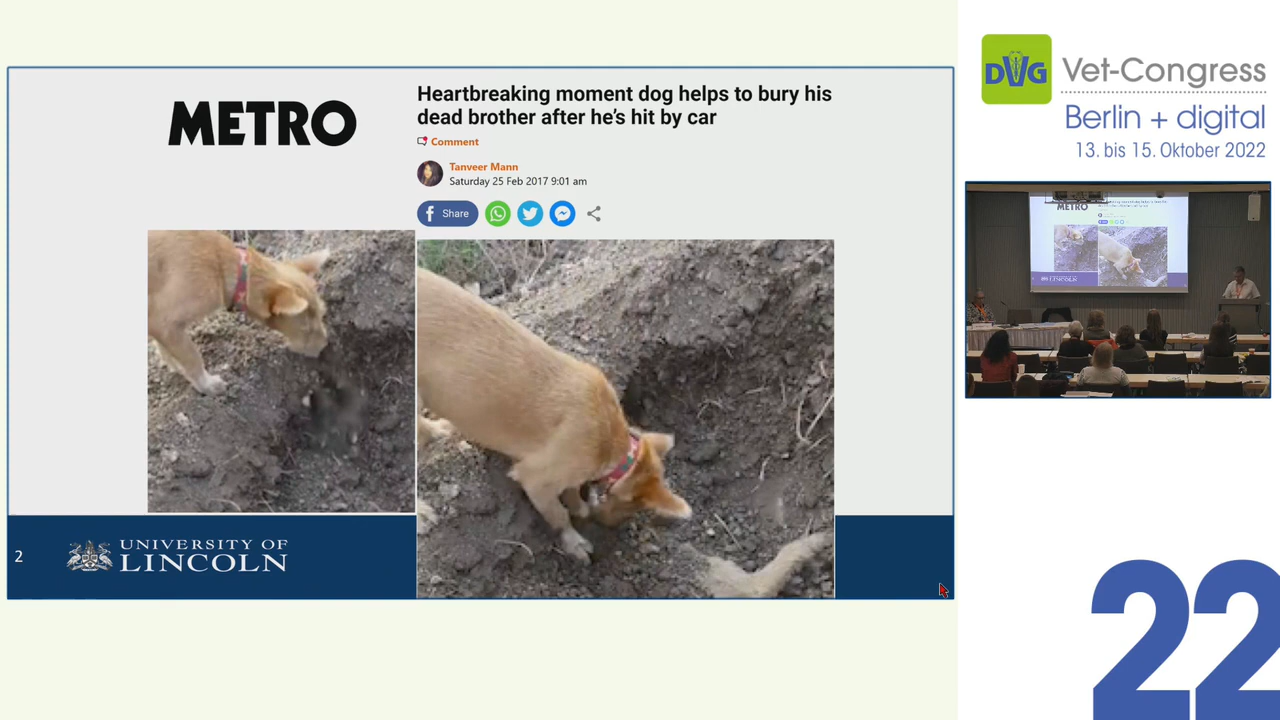 METRO
Heartbreaking moment dog helps to bury his
dead brother after he's hit by car
Comment
Tanveer Mann
Saturday 25 Feb 2017 9:01 am
f Share
2
UNIVERSITY OF
LINCOLN
DVG Vet-Congress
Berlin + digital
13. bis 15. Oktober 2022
METRO
22